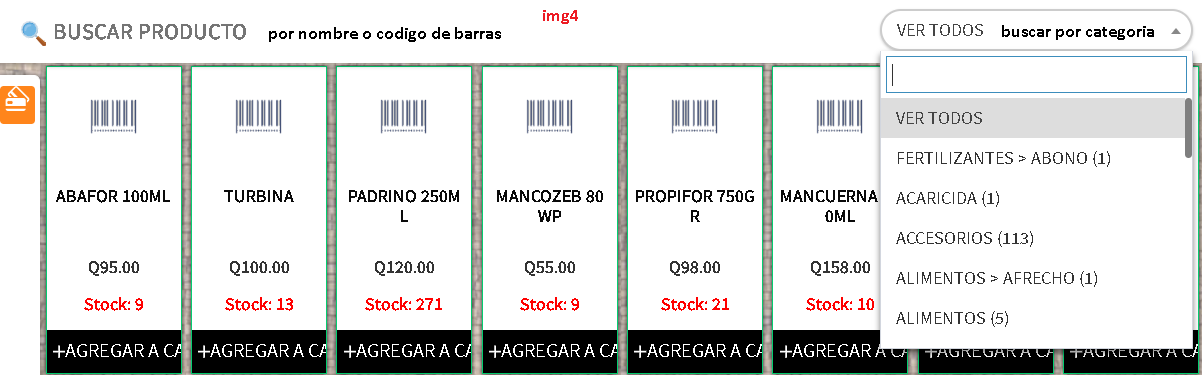 img4
BUSCAR PRODUCTO por nombre o codigo de barras
VER TODOS buscar por categoria
VER TODOS
FERTILIZANTES > ABONO (1)
ACARICIDA (1)
ACCESORIOS (113)
ALIMENTOS > AFRECHO (1)
ALIMENTOS (5)
ABAFOR 100ML
Q95.00
Stock: 9
+AGREGAR A CA
TURBINA
Q100.00
Stock: 13
+AGREGAR A CA
PADRINO 250M
L
Q120.00
Stock: 271
+AGREGAR A CA
MANCOZEB 80
WP
Q55.00
Stock: 9
+AGREGAR A CA
PROPIFOR 750G
R
Q98.00
Stock: 21
+AGREGAR A CA
MANCUERNA
0ML
Q158.00
Stock: 10
+AGREGAR A CA
+AGREGAR A CA
+AGREGAR A CA